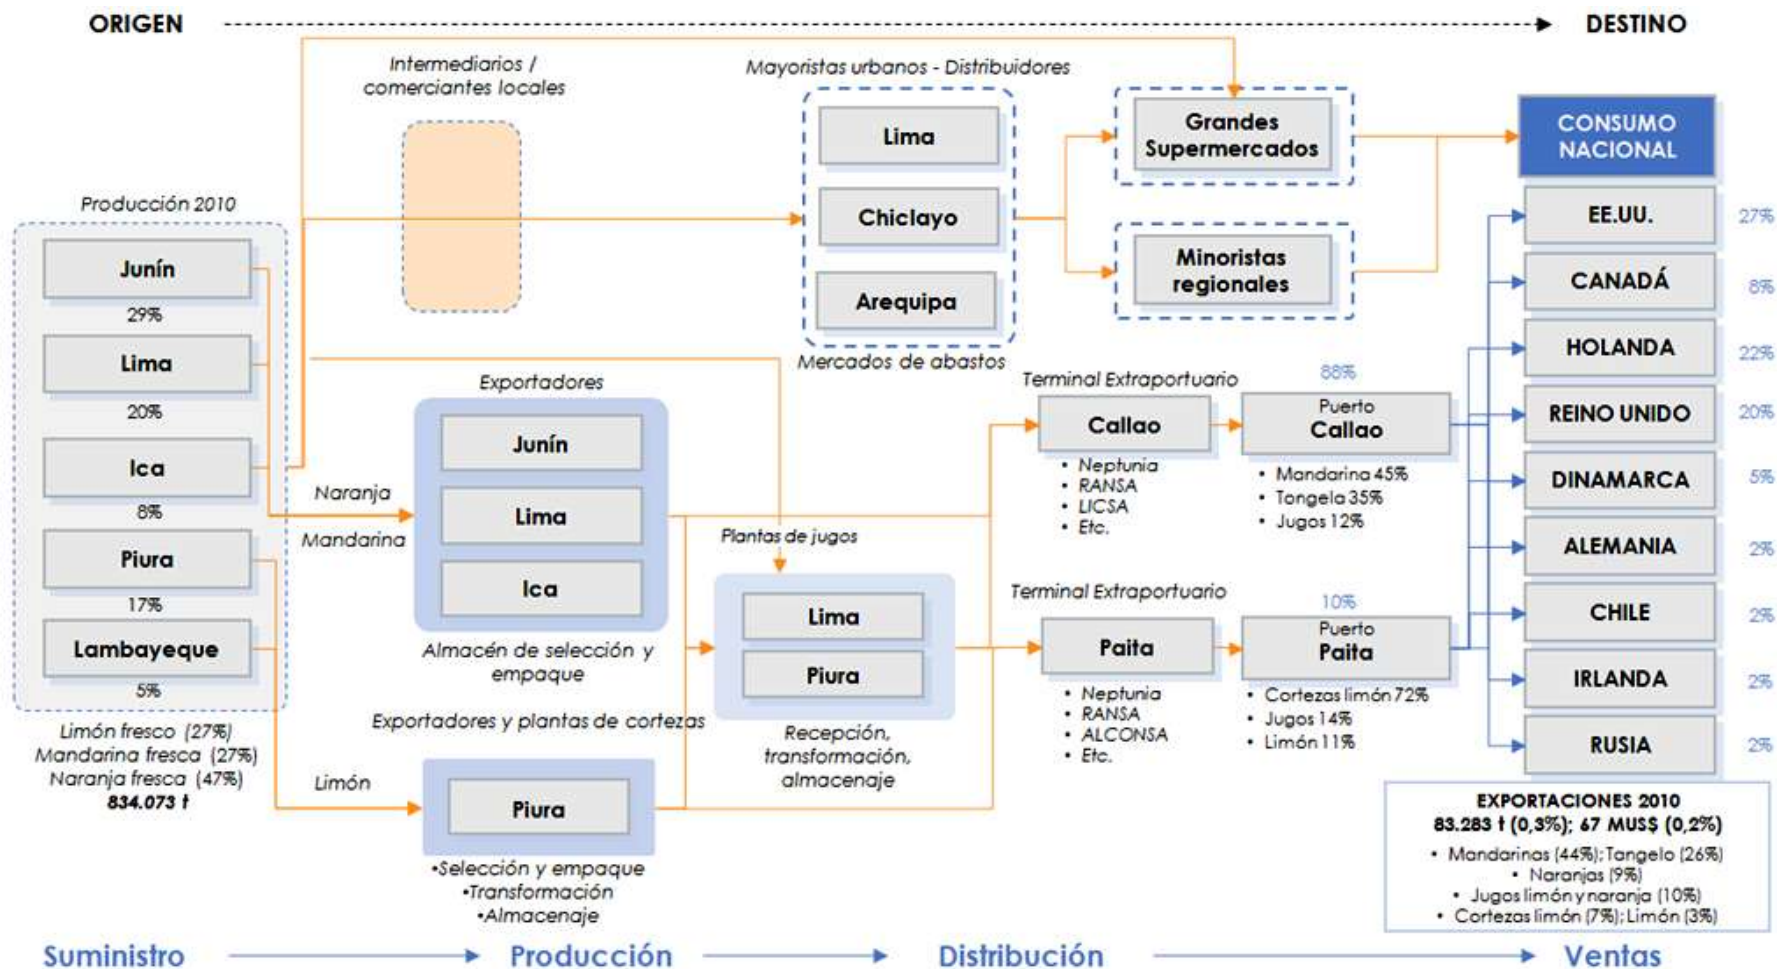 ORIGEN
DESTINO
Intermediarios /
comerciantes locales
Mayoristas urbanos - Distribuidores
Lima
Chiclayo
Arequipa
Mercados de abastos
Grandes
Supermercados
Minoristas
regionales
CONSUMO
NACIONAL
Producción 2010
Junín
29%
Lima
20%
Ica
8%
Piura
17%
Lambayeque
5%
Limón fresco (27%)
Mandarina fresca (27%)
Naranja fresca (47%)
834.073 t
Naranja
Mandarina
Limón
Exportadores
Junín
Lima
Ica
Almacén de selección y
empaque
Exportadores y plantas de cortezas
Piura
•Selección y empaque
•Transformación
•Almacenaje
Plantas de jugos
Lima
Piura
Recepción,
transformación,
almacenaje
Terminal Extraportuario
Callao
• Neptunia
• RANSA
• LICSA
• Etc.
88%
Puerto
Callao
• Mandarina 45%
• Tongela 35%
• Jugos 12%
Terminal Extraportuario
Paita
• Neptunia
• RANSA
• ALCONSA
• Etc.
10%
Puerto
Paita
• Cortezas limón 72%
• Jugos 14%
• Limón 11%
EE.UU. 27%
CANADÁ 8%
HOLANDA 22%
REINO UNIDO 20%
DINAMARCA 5%
ALEMANIA 2%
CHILE 2%
IRLANDA 2%
RUSIA 2%
EXPORTACIONES 2010
83.283 t (0,3%); 67 MUS$ (0,2%)
• Mandarinas (44%); Tangelo (26%)
• Naranjas (9%)
• Jugos limón y naranja (10%)
• Cortezas limón (7%); Limón (3%)
Suministro
Producción
Distribución
Ventas